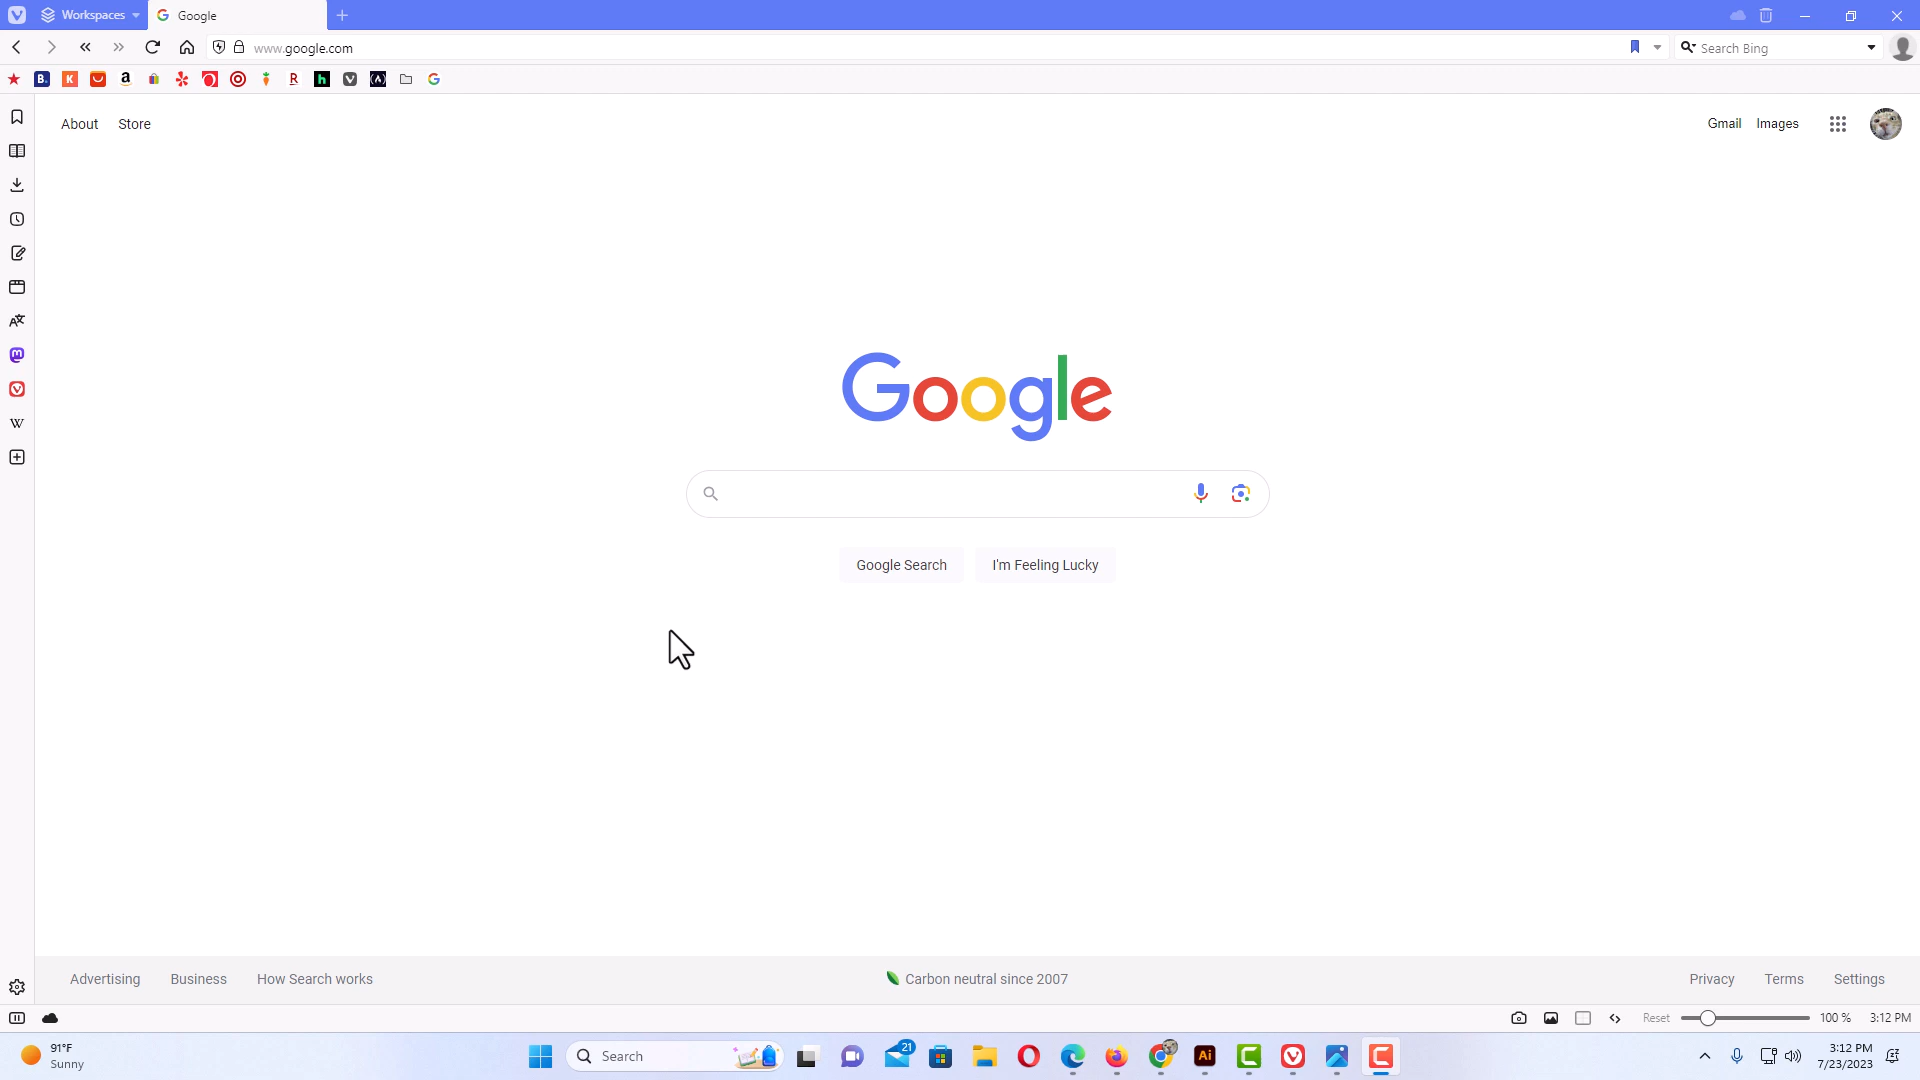 Workspaces
Google
www.google.com
Search Bing
B.
K
a
R
h
About
Store
Gmail
Images
W
Google
Google Search
I'm Feeling Lucky
Advertising
Business
How Search works
Carbon neutral since 2007
Privacy
Terms
Settings
Reset
100 %
3:12 PM
91°F
Sunny
Search
21
Ai
3:12 PM
7/23/2023